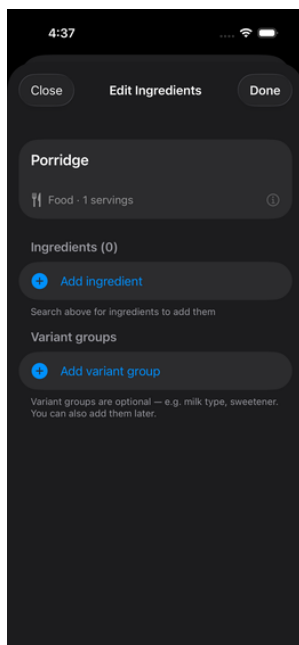 4:37
Close
Edit Ingredients
Done
Porridge
Food · 1 servings
Ingredients (0)
Add ingredient
Search above for ingredients to add them
Variant groups
Add variant group
Variant groups are optional — e.g. milk type, sweetener.
You can also add them later.